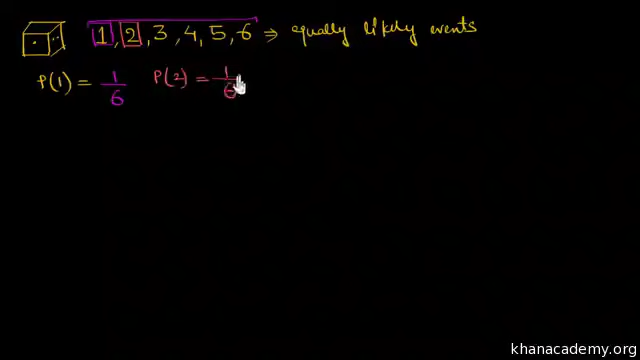 1, 2, 3, 4, 5, 6 ⇒ equally likely events
P(1) = 1/6 P(2) = 1/6
khanacademy.org